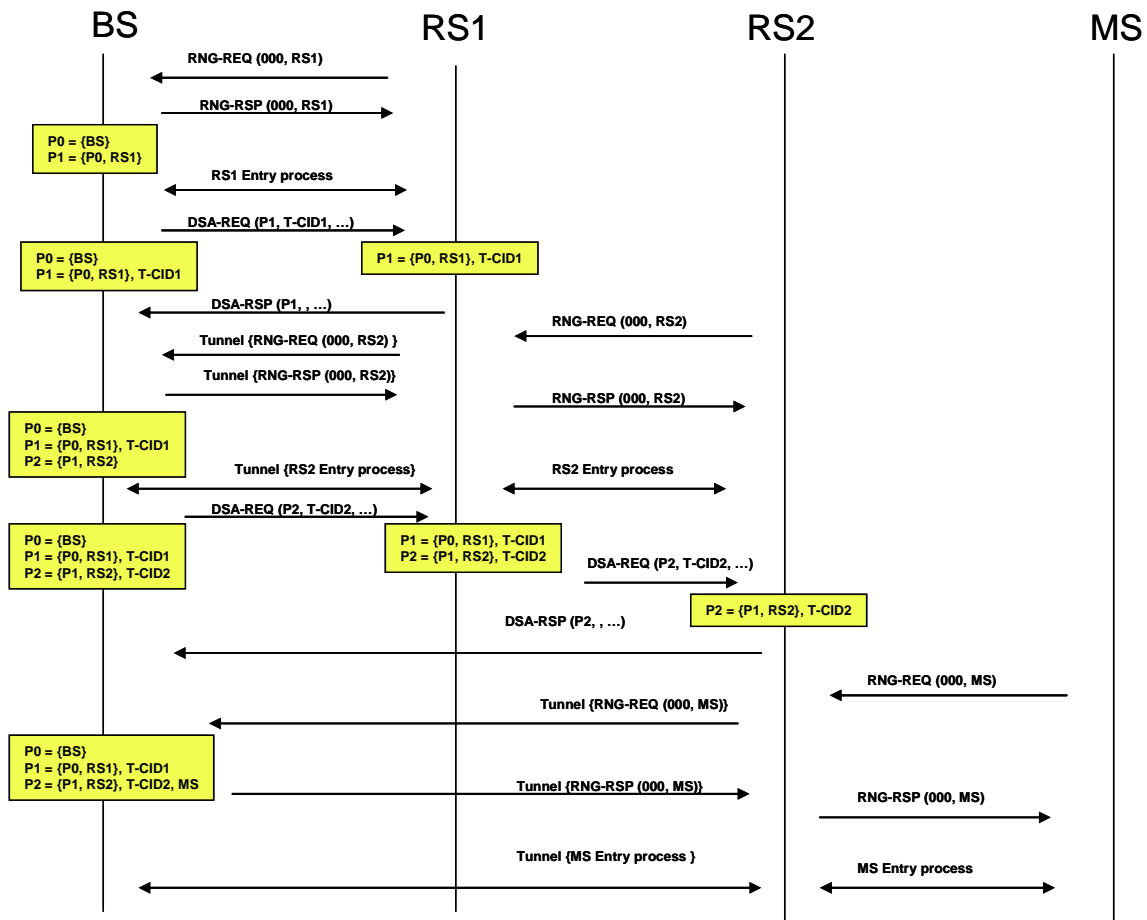 BS
RS1
RS2
MS
RNG-REQ (000, RS1)
RNG-RSP (000, RS1)
P0 = {BS}
P1 = {P0, RS1}
RS1 Entry process
DSA-REQ (P1, T-CID1, ...)
P0 = {BS}
P1 = {P0, RS1}, T-CID1
P1 = {P0, RS1}, T-CID1
DSA-RSP (P1, , ...)
RNG-REQ (000, RS2)
Tunnel {RNG-REQ (000, RS2) }
Tunnel {RNG-RSP (000, RS2)}
RNG-RSP (000, RS2)
P0 = {BS}
P1 = {P0, RS1}, T-CID1
P2 = {P1, RS2}
Tunnel {RS2 Entry process}
RS2 Entry process
DSA-REQ (P2, T-CID2, ...)
P0 = {BS}
P1 = {P0, RS1}, T-CID1
P2 = {P1, RS2}, T-CID2
P1 = {P0, RS1}, T-CID1
P2 = {P1, RS2}, T-CID2
DSA-REQ (P2, T-CID2, ...)
P2 = {P1, RS2}, T-CID2
DSA-RSP (P2, , ...)
RNG-REQ (000, MS)
Tunnel {RNG-REQ (000, MS)}
P0 = {BS}
P1 = {P0, RS1}, T-CID1
P2 = {P1, RS2}, T-CID2, MS
Tunnel {RNG-RSP (000, MS)}
RNG-RSP (000, MS)
Tunnel {MS Entry process }
MS Entry process